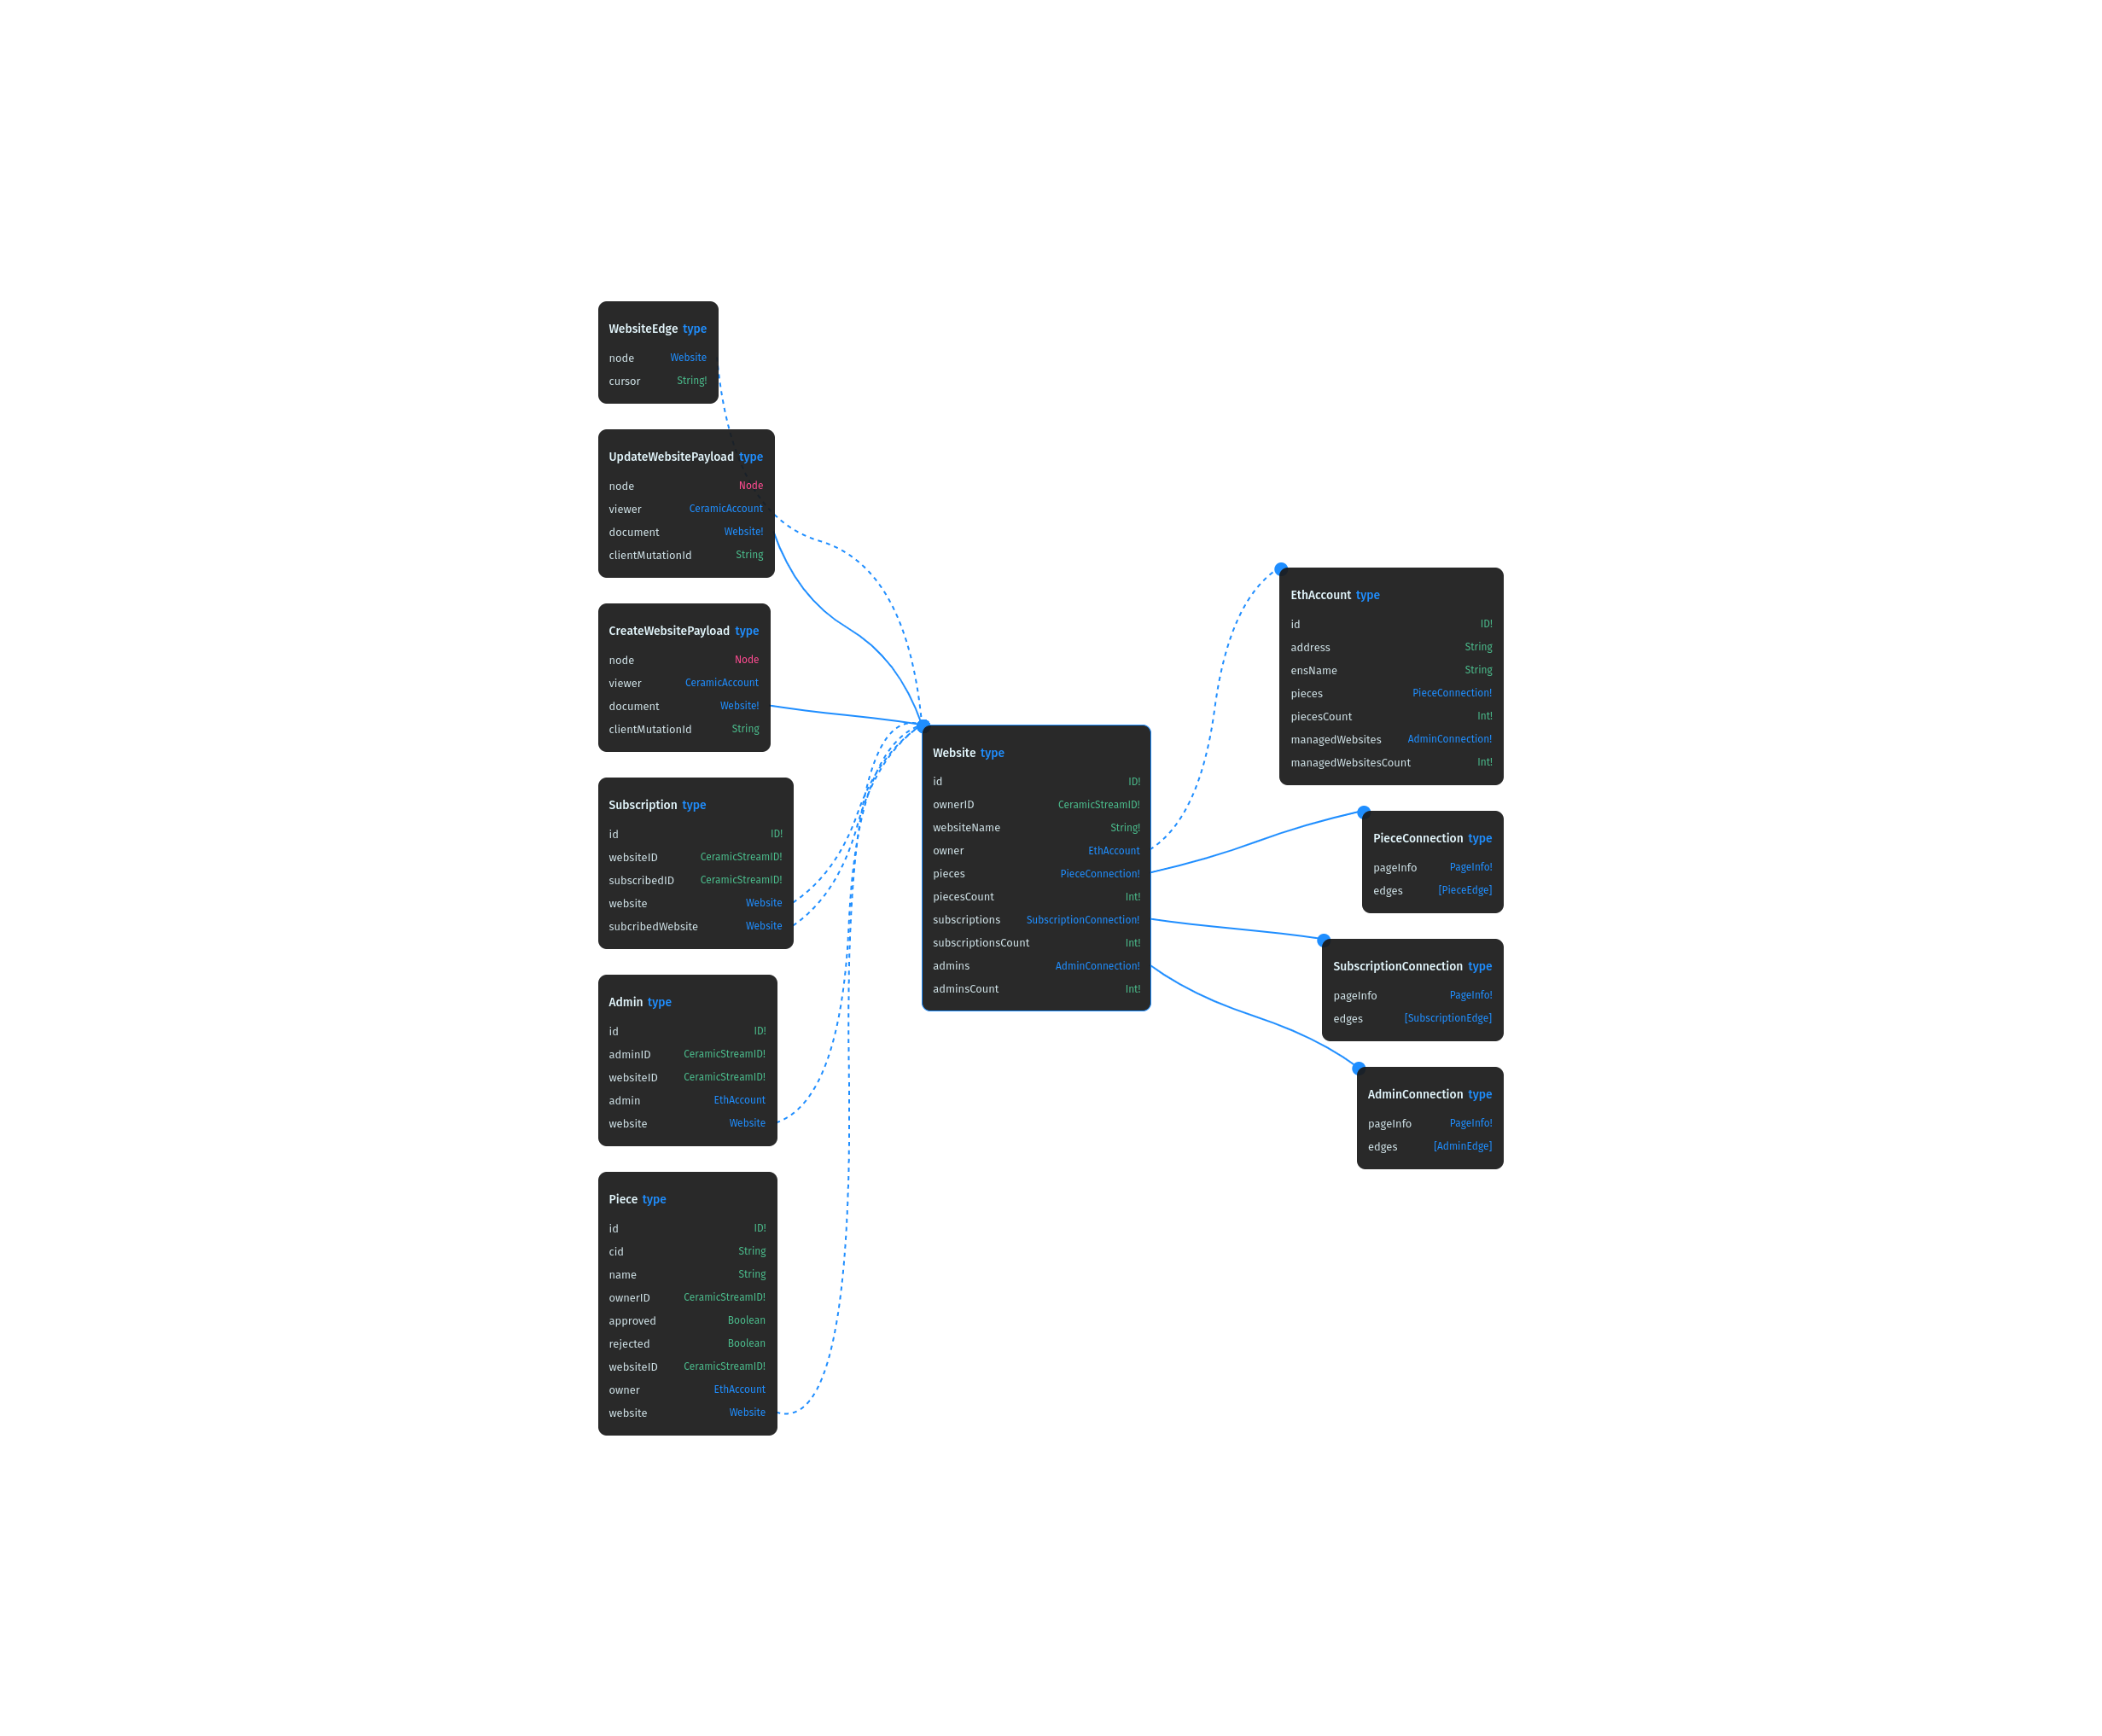 WebsiteEdge type
node Website
cursor String!
UpdateWebsitePayload type
node Node
viewer CeramicAccount
document Website!
clientMutationId String
CreateWebsitePayload type
node Node
viewer CeramicAccount
document Website!
clientMutationId String
Subscription type
id ID!
websiteID CeramicStreamID!
subscribedID CeramicStreamID!
website Website
subcribedWebsite Website
Admin type
id ID!
adminID CeramicStreamID!
websiteID CeramicStreamID!
admin EthAccount
website Website
Piece type
id ID!
cid String
name String
ownerID CeramicStreamID!
approved Boolean
rejected Boolean
websiteID CeramicStreamID!
owner EthAccount
website Website
Website type
id ID!
ownerID CeramicStreamID!
websiteName String!
owner EthAccount
pieces PieceConnection!
piecesCount Int!
subscriptions SubscriptionConnection!
subscriptionsCount Int!
admins AdminConnection!
adminsCount Int!
EthAccount type
id ID!
address String
ensName String
pieces PieceConnection!
piecesCount Int!
managedWebsites AdminConnection!
managedWebsitesCount Int!
PieceConnection type
pageInfo PageInfo!
edges [PieceEdge]
SubscriptionConnection type
pageInfo PageInfo!
edges [SubscriptionEdge]
AdminConnection type
pageInfo PageInfo!
edges [AdminEdge]